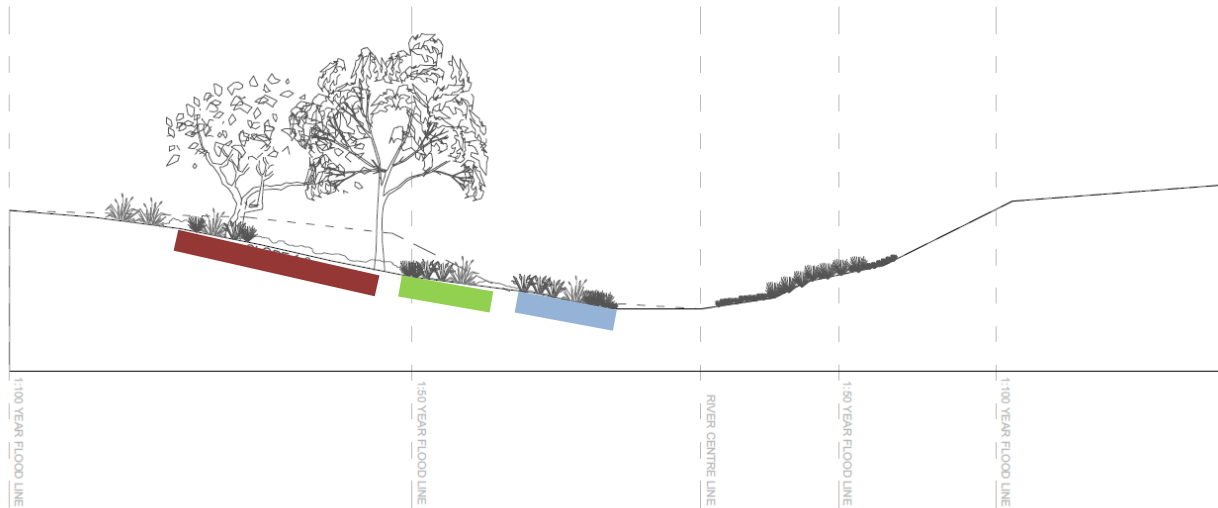 1:100 YEAR FLOOD LINE
1:50 YEAR FLOOD LINE
RIVER CENTRE LINE
1:50 YEAR FLOOD LINE
1:100 YEAR FLOOD LINE